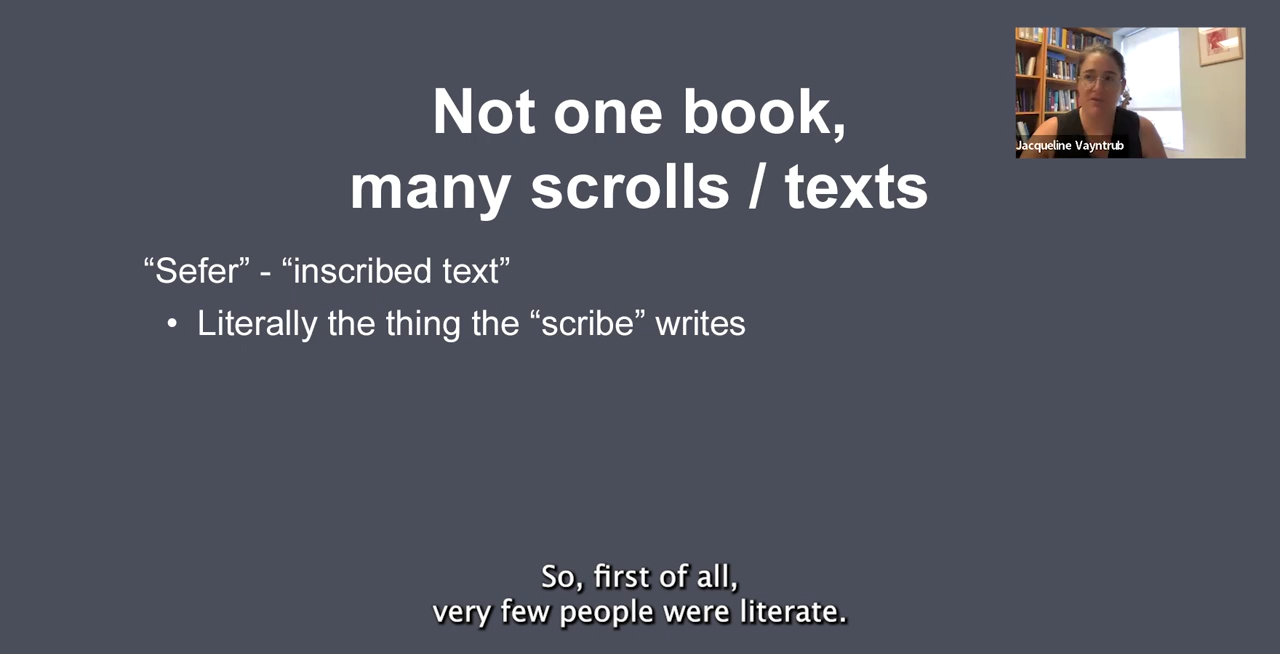 Not one book,
many scrolls / texts
Jacqueline Vayntrub
“Sefer” - “inscribed text”
• Literally the thing the “scribe” writes
So, first of all,
very few people were literate.